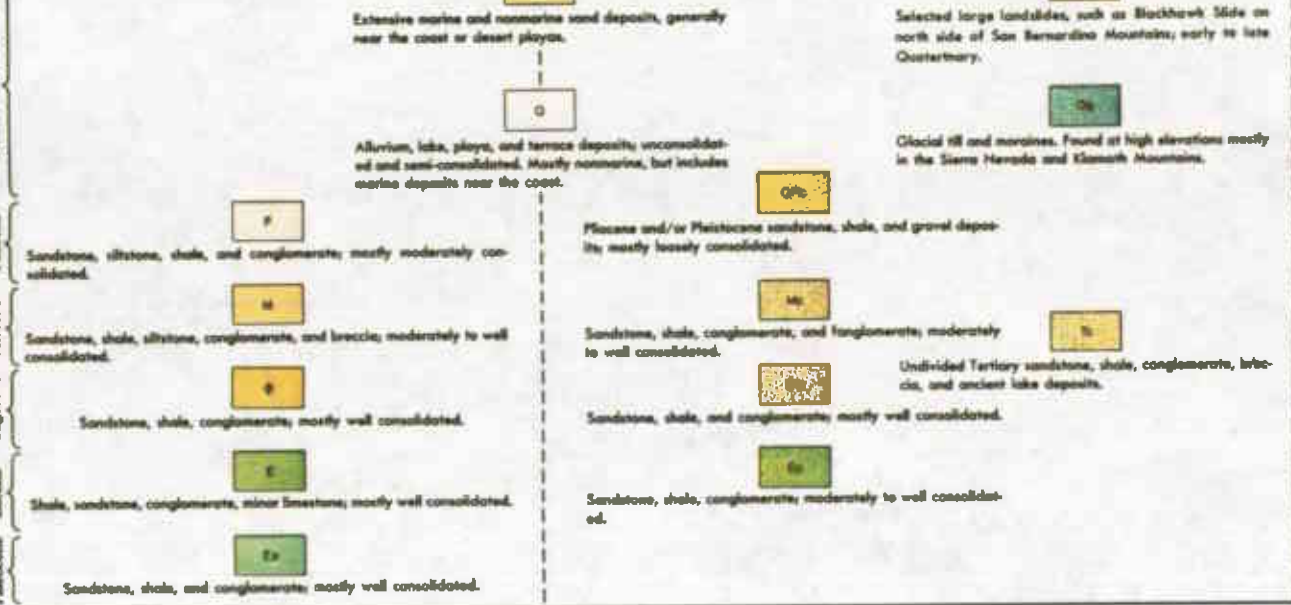 Extensive marine and nonmarine sand deposits, generally
near the coast or desert playas.
Selected large landslides, such as Blackhawk Slide on
north side of San Bernardino Mountains; early to late
Quaternary.
Q
Alluvium, lake, playa, and terrace deposits; unconsolidat-
ed and semi-consolidated. Mostly nonmarine, but includes
marine deposits near the coast.
Qg
Glacial till and moraines. Found at high elevations mostly
in the Sierra Nevada and Klamath Mountains.
QPc
Pliocene and/or Pleistocene sandstone, shale, and gravel depos-
its; mostly loosely consolidated.
P
Sandstone, siltstone, shale, and conglomerate; mostly moderately con-
solidated.
M
Sandstone, shale, siltstone, conglomerate, and breccia; moderately to well
consolidated.
Mc
Sandstone, shale, conglomerate, and fanglomerate; moderately
to well consolidated.
Tc
Undivided Tertiary sandstone, shale, conglomerate, brec-
cia, and ancient lake deposits.
Sandstone, shale, conglomerate; mostly well consolidated.
Sandstone, shale, and conglomerate; mostly well consolidated.
E
Shale, sandstone, conglomerate, minor limestone; mostly well consolidated.
Ec
Sandstone, shale, conglomerate; moderately to well consolidat-
ed.
Ep
Sandstone, shale, and conglomerate; mostly well consolidated.